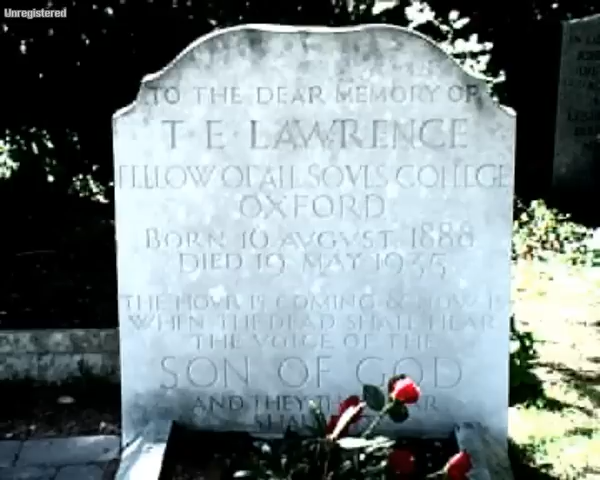 Unregistered
TO THE DEAR MEMORY OF
T·E·LAWRENCE
FELLOW OF ALL SOVLS COLLEGE
OXFORD
BORN 16 AVGVST 1888
DIED 19 MAY 1935
THE HOVR IS COMING & NOW IS
WHEN THE DEAD SHALL HEAR
THE VOICE OF THE
SON OF GOD
AND THEY